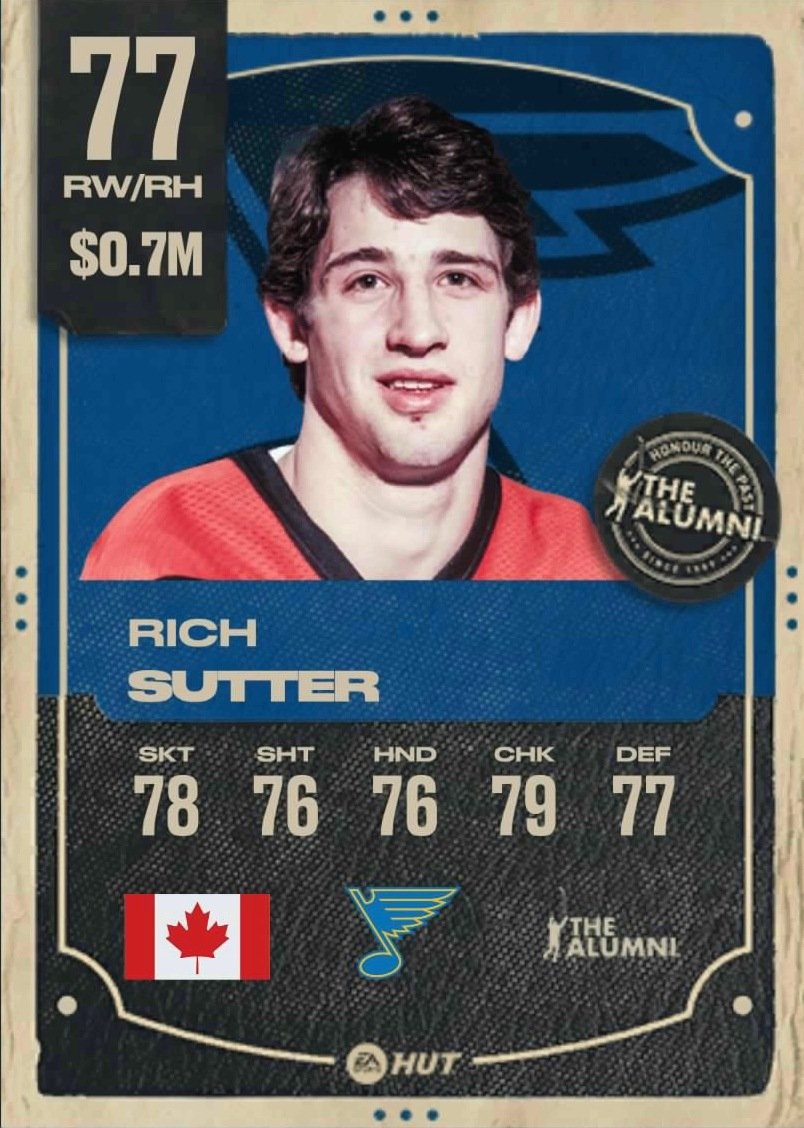 77
RW/RH
$0.7M
HONOUR THE PAST
THE
ALUMNI
RICH
SUTTER
SKT SHT HND CHK DEF
78 76 76 79 77
THE
ALUMNI
EA
HUT